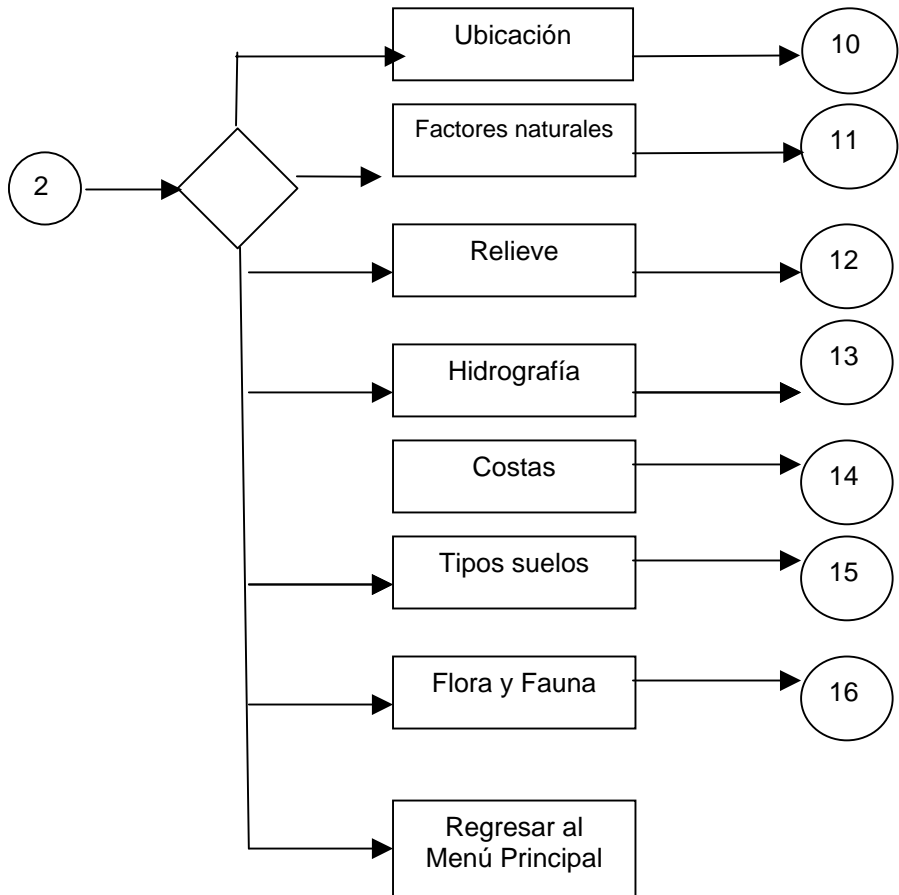 Ubicación
10
Factores naturales
11
2
Relieve
12
Hidrografía
13
Costas
14
Tipos suelos
15
Flora y Fauna
16
Regresar al
Menú Principal